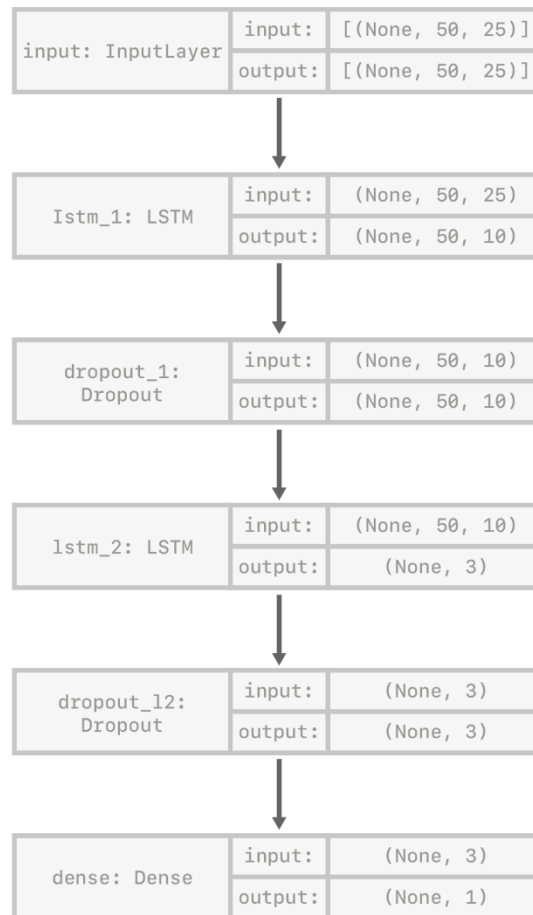 input: InputLayer
input:
[(None, 50, 25)]
output:
[(None, 50, 25)]
Istm_1: LSTM
input:
(None, 50, 25)
output:
(None, 50, 10)
dropout_1:
Dropout
input:
(None, 50, 10)
output:
(None, 50, 10)
lstm_2: LSTM
input:
(None, 50, 10)
output:
(None, 3)
dropout_l2:
Dropout
input:
(None, 3)
output:
(None, 3)
dense: Dense
input:
(None, 3)
output:
(None, 1)